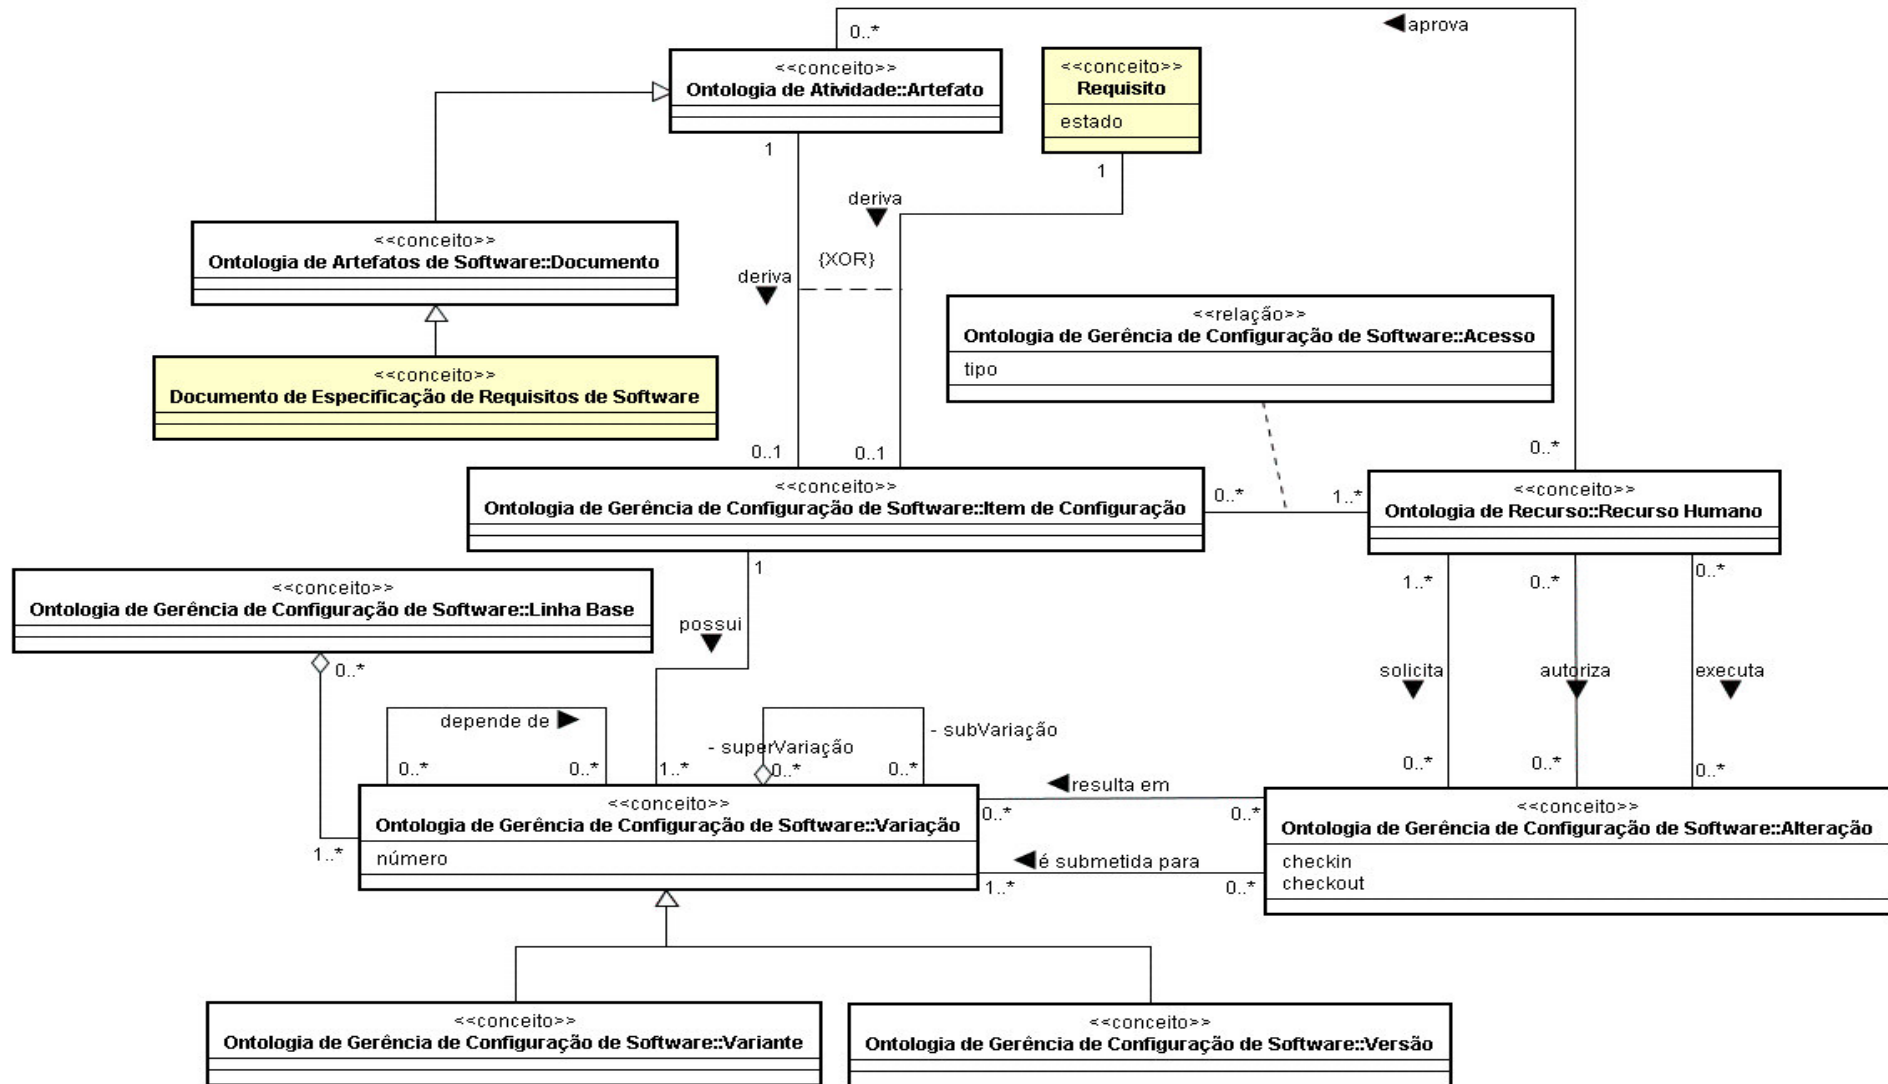 0..*
aprova
<<conceito>>
Ontologia de Atividade::Artefato
<<conceito>>
Requisito
estado
1
1
deriva
{XOR}
deriva
<<conceito>>
Ontologia de Artefatos de Software::Documento
<<relação>>
Ontologia de Gerência de Configuração de Software::Acesso
tipo
<<conceito>>
Documento de Especificação de Requisitos de Software
0..1
0..1
0..*
<<conceito>>
Ontologia de Gerência de Configuração de Software::Item de Configuração
0..*
1..*
<<conceito>>
Ontologia de Recurso::Recurso Humano
1
<<conceito>>
Ontologia de Gerência de Configuração de Software::Linha Base
1..*
0..*
0..*
possui
0..*
solicita
autoriza
executa
depende de
- superVariação
- subVariação
0..*
0..*
1..*
0..*
0..*
0..*
0..*
0..*
resulta em
0..*
0..*
1..*
<<conceito>>
Ontologia de Gerência de Configuração de Software::Variação
número
é submetida para
1..*
0..*
<<conceito>>
Ontologia de Gerência de Configuração de Software::Alteração
checkin
checkout
<<conceito>>
Ontologia de Gerência de Configuração de Software::Variante
<<conceito>>
Ontologia de Gerência de Configuração de Software::Versão